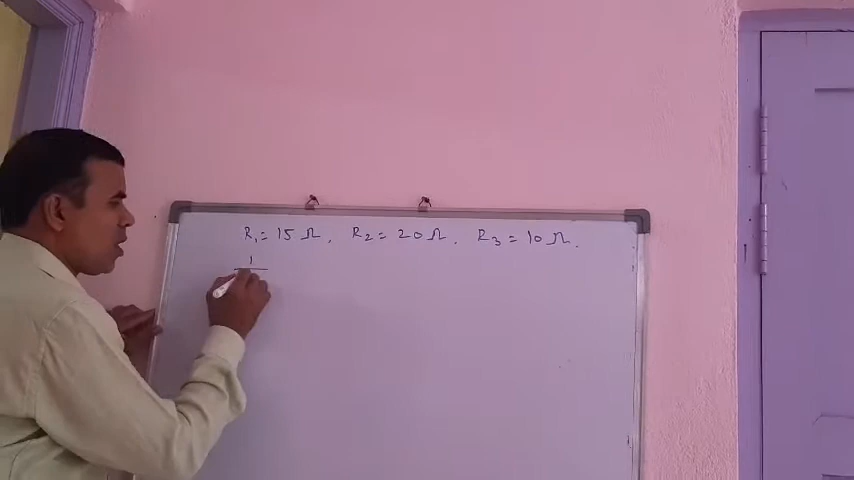 R₁ = 15 Ω, R₂ = 20 Ω. R₃ = 10 Ω.
1